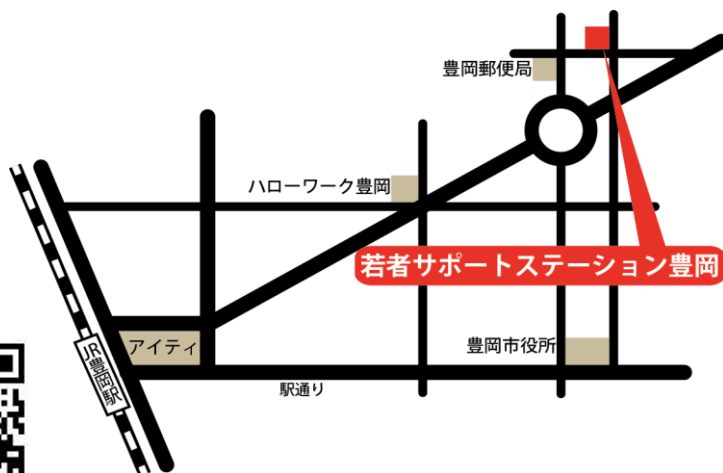 豊岡郵便局
ハローワーク豊岡
若者サポートステーション豊岡
アイティ
豊岡市役所
JR豊岡駅
駅通り